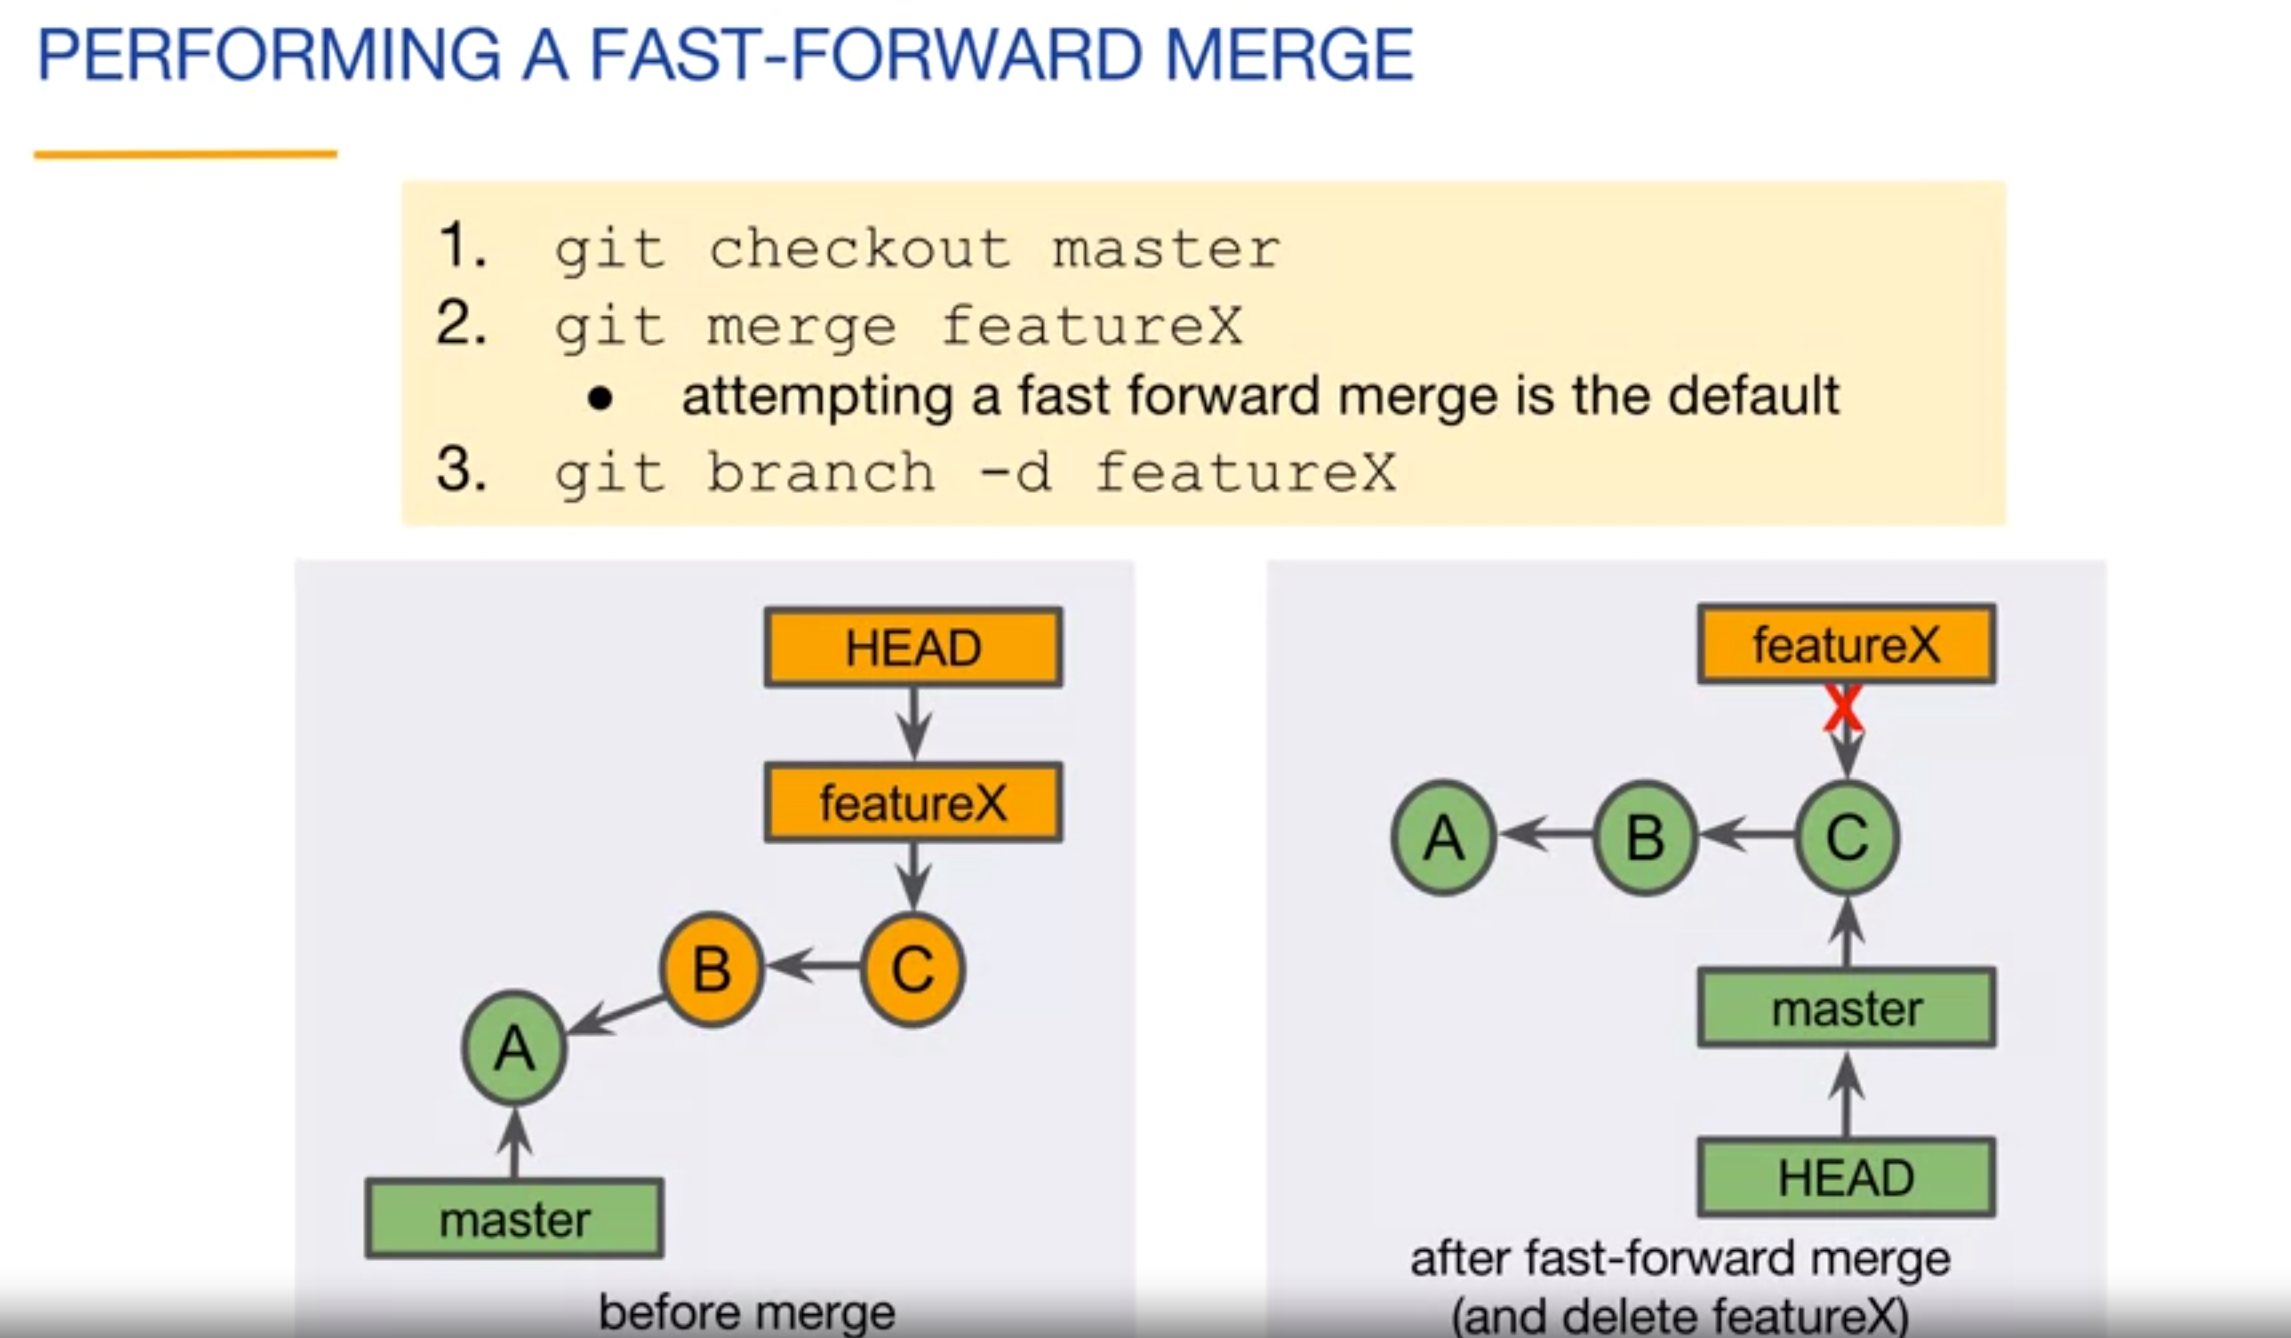 PERFORMING A FAST-FORWARD MERGE
1. git checkout master
2. git merge featureX
● attempting a fast forward merge is the default
3. git branch -d featureX
HEAD
featureX
B
C
A
master
before merge
featureX
X
A
B
C
master
HEAD
after fast-forward merge
(and delete featureX)